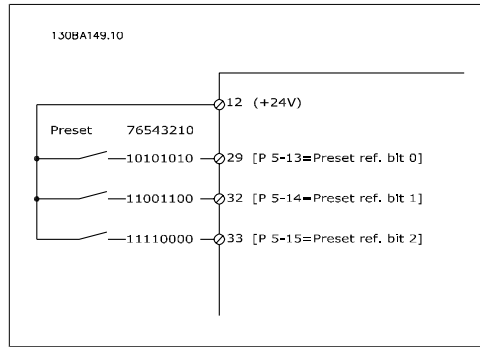 130BA149.10
12 (+24V)
Preset 76543210
10101010 29 [P 5-13=Preset ref. bit 0]
11001100 32 [P 5-14=Preset ref. bit 1]
11110000 33 [P 5-15=Preset ref. bit 2]